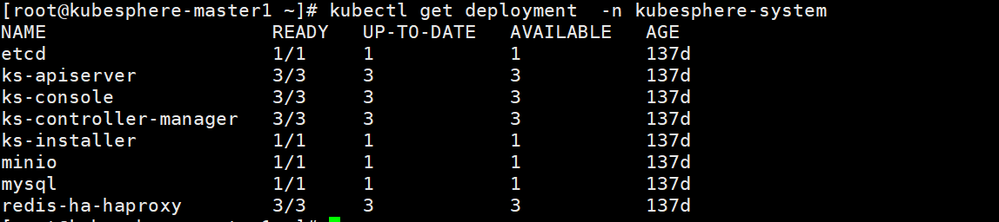 [root@kubesphere-master1 ~]# kubectl get deployment  -n kubesphere-system
NAME                    READY   UP-TO-DATE   AVAILABLE   AGE
etcd                    1/1     1            1           137d
ks-apiserver            3/3     3            3           137d
ks-console              3/3     3            3           137d
ks-controller-manager   3/3     3            3           137d
ks-installer            1/1     1            1           137d
minio                   1/1     1            1           137d
mysql                   1/1     1            1           137d
redis-ha-haproxy        3/3     3            3           137d